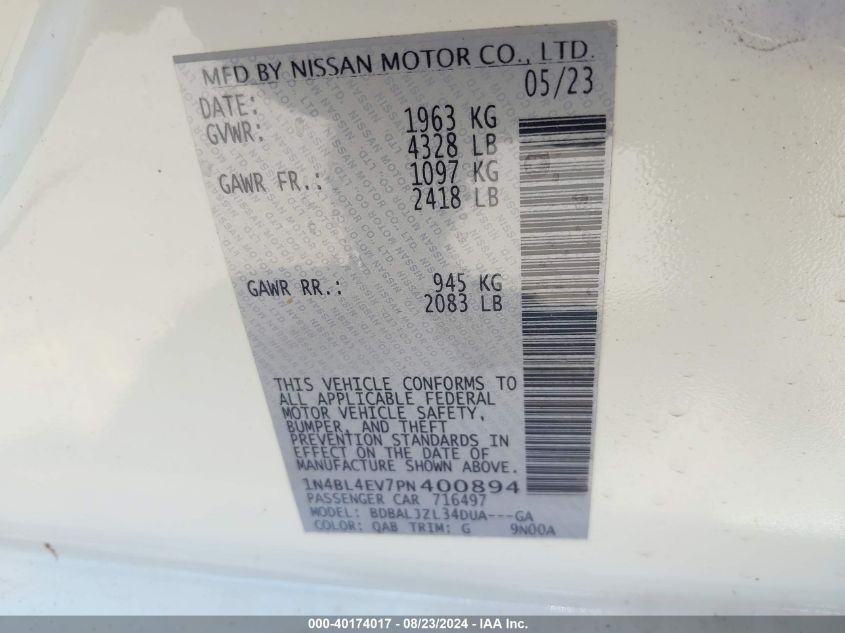 MFD BY NISSAN MOTOR CO., LTD.
DATE: 05/23
GVWR: 1963 KG
4328 LB
GAWR FR.: 1097 KG
2418 LB
GAWR RR.: 945 KG
2083 LB
THIS VEHICLE CONFORMS TO
ALL APPLICABLE FEDERAL
MOTOR VEHICLE SAFETY,
BUMPER, AND THEFT
PREVENTION STANDARDS IN
EFFECT ON THE DATE OF
MANUFACTURE SHOWN ABOVE.
1N4BL4EV7PN400894
PASSENGER CAR 716497
MODEL: BDBALJZL34DUA---GA
COLOR: QAB TRIM: G 9N00A
000-40174017 - 08/23/2024 - IAA Inc.